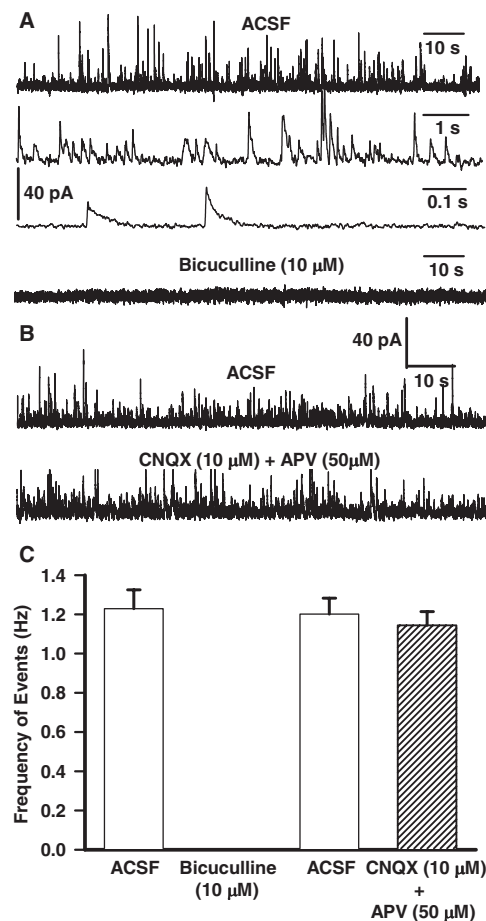 A
ACSF
10 s
1 s
40 pA
0.1 s
Bicuculline (10 µM)
10 s
B
40 pA
ACSF
10 s
CNQX (10 µM) + APV (50µM)
C
Frequency of Events (Hz)
1.4
1.2
1.0
0.8
0.6
0.4
0.2
0.0
ACSF
Bicuculline
(10 µM)
ACSF
CNQX (10 µM)
+
APV (50 µM)